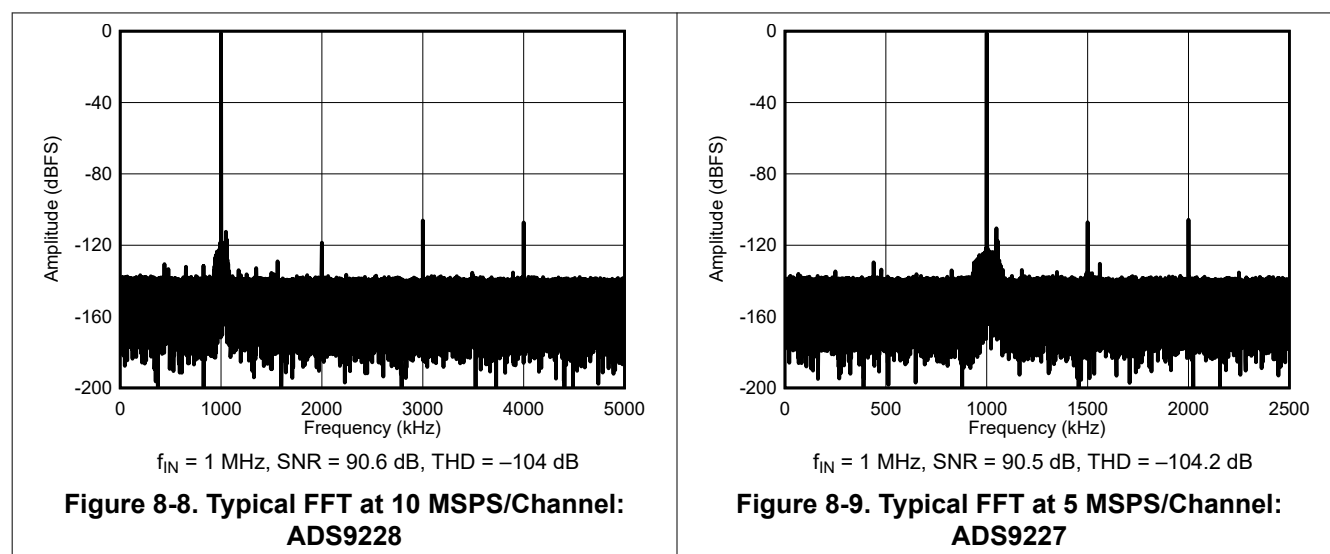 0
-40
-80
-120
-160
-200
Amplitude (dBFS)
0 1000 2000 3000 4000 5000
Frequency (kHz)
fIN = 1 MHz, SNR = 90.6 dB, THD = –104 dB
Figure 8-8. Typical FFT at 10 MSPS/Channel:
ADS9228
0
-40
-80
-120
-160
-200
Amplitude (dBFS)
0 500 1000 1500 2000 2500
Frequency (kHz)
fIN = 1 MHz, SNR = 90.5 dB, THD = –104.2 dB
Figure 8-9. Typical FFT at 5 MSPS/Channel:
ADS9227